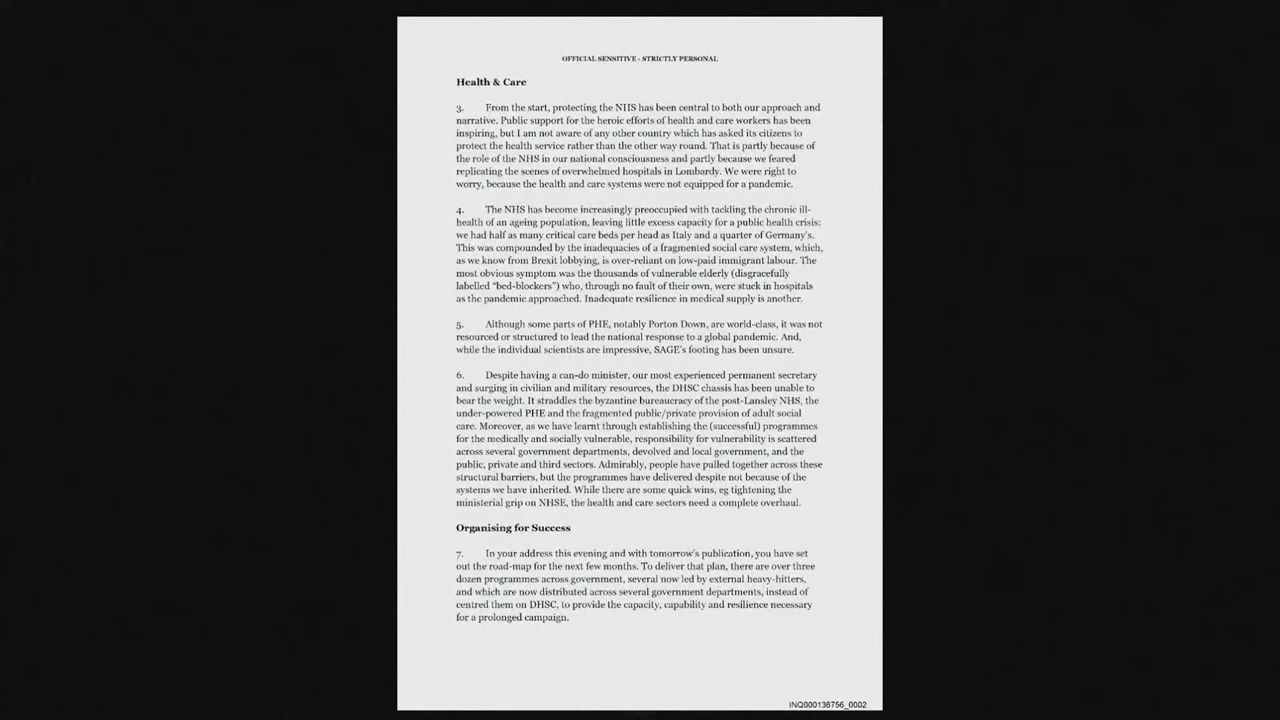 OFFICIAL SENSITIVE - STRICTLY PERSONAL
Health & Care
3. From the start, protecting the NHS has been central to both our approach and
narrative. Public support for the heroic efforts of health and care workers has been
inspiring, but I am not aware of any other country which has asked its citizens to
protect the health service rather than the other way round. That is partly because of
the role of the NHS in our national consciousness and partly because we feared
replicating the scenes of overwhelmed hospitals in Lombardy. We were right to
worry, because the health and care systems were not equipped for a pandemic.
4. The NHS has become increasingly preoccupied with tackling the chronic ill-
health of an ageing population, leaving little excess capacity for a public health crisis:
we had half as many critical care beds per head as Italy and a quarter of Germany's.
This was compounded by the inadequacies of a fragmented social care system, which,
as we know from Brexit lobbying, is over-reliant on low-paid immigrant labour. The
most obvious symptom was the thousands of vulnerable elderly (disgracefully
labelled "bed-blockers") who, through no fault of their own, were stuck in hospitals
as the pandemic approached. Inadequate resilience in medical supply is another.
5. Although some parts of PHE, notably Porton Down, are world-class, it was not
resourced or structured to lead the national response to a global pandemic. And,
while the individual scientists are impressive, SAGE's footing has been unsure.
6. Despite having a can-do minister, our most experienced permanent secretary
and surging in civilian and military resources, the DHSC chassis has been unable to
bear the weight. It straddles the byzantine bureaucracy of the post-Lansley NHS, the
under-powered PHE and the fragmented public/private provision of adult social
care. Moreover, as we have learnt through establishing the (successful) programmes
for the medically and socially vulnerable, responsibility for vulnerability is scattered
across several government departments, devolved and local government, and the
public, private and third sectors. Admirably, people have pulled together across these
structural barriers, but the programmes have delivered despite not because of the
systems we have inherited. While there are some quick wins, eg tightening the
ministerial grip on NHSE, the health and care sectors need a complete overhaul.
Organising for Success
7. In your address this evening and with tomorrow's publication, you have set
out the road-map for the next few months. To deliver that plan, there are over three
dozen programmes across government, several now led by external heavy-hitters,
and which are now distributed across several government departments, instead of
centred them on DHSC, to provide the capacity, capability and resilience necessary
for a prolonged campaign.
INQ000136756_0002